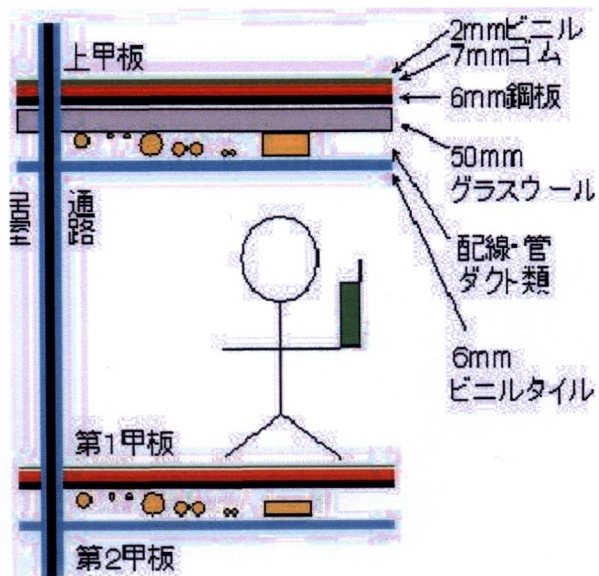 上甲板
2mmビニル
7mmゴム
6mm鋼板
50mm
グラスウール
居室
通路
配線・管
ダクト類
6mm
ビニルタイル
第1甲板
第2甲板